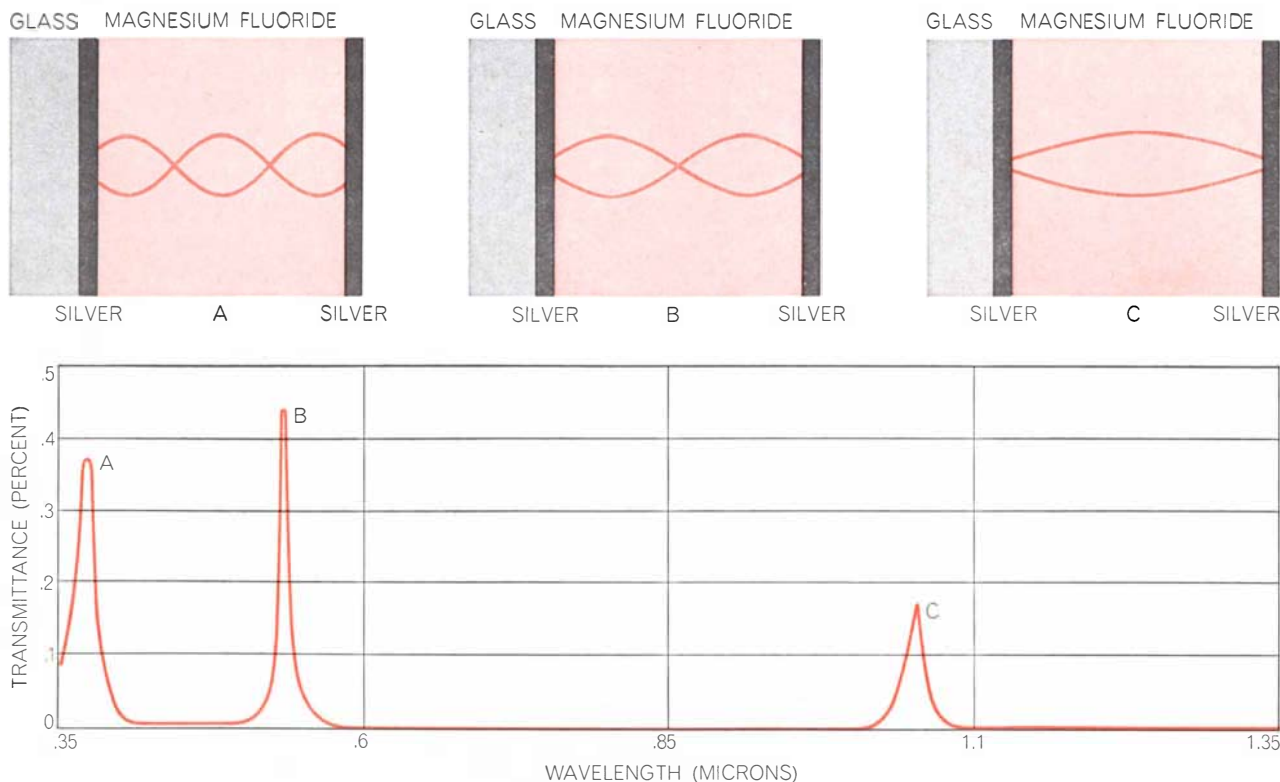 GLASS MAGNESIUM FLUORIDE
GLASS MAGNESIUM FLUORIDE
GLASS MAGNESIUM FLUORIDE
SILVER A SILVER
SILVER B SILVER
SILVER C SILVER
TRANSMITTANCE (PERCENT)
.5
.4
.3
.2
.1
0
A
B
C
.35 .6 .85 1.1 1.35
WAVELENGTH (MICRONS)